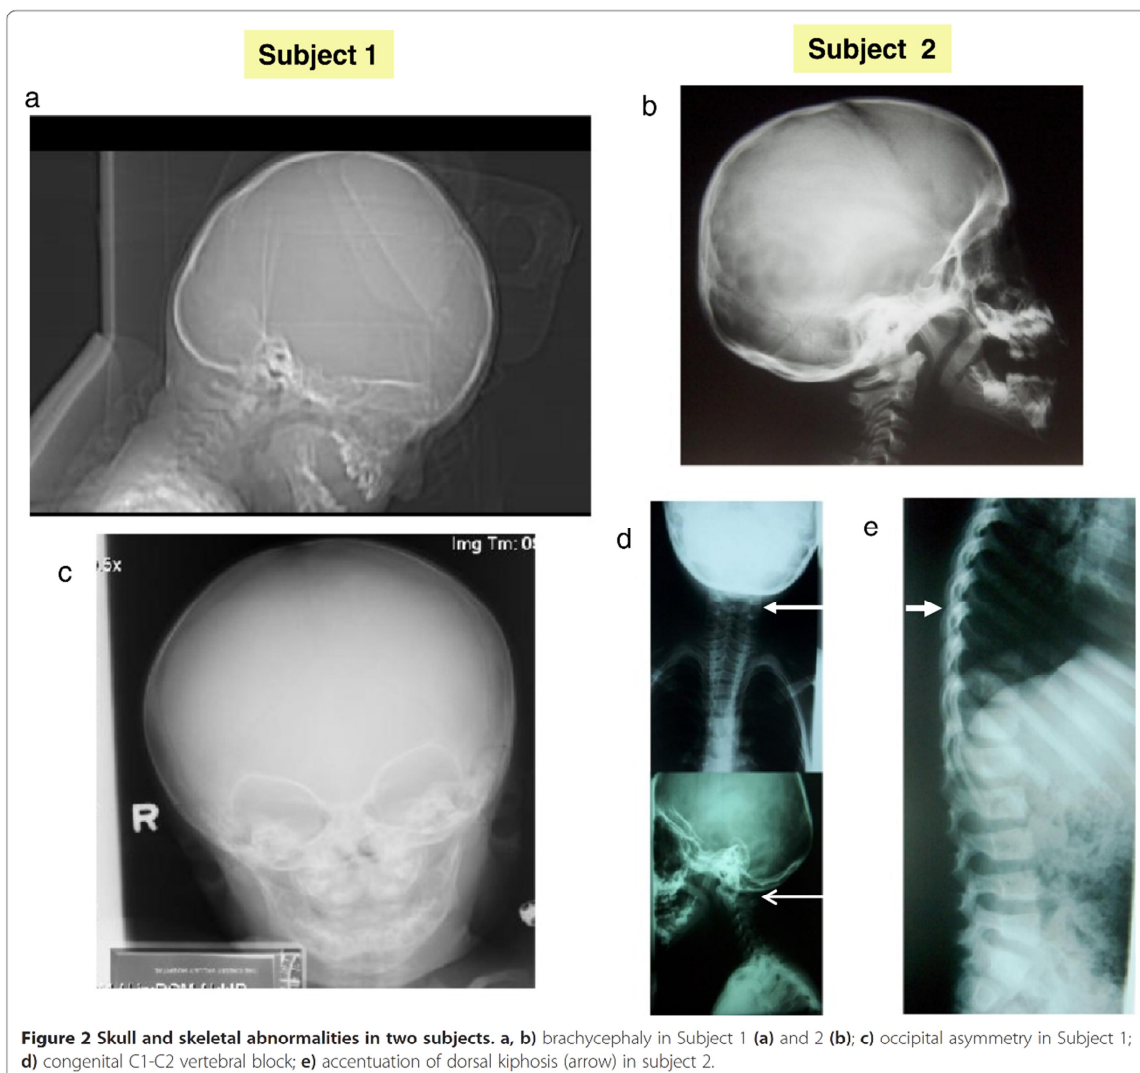 Subject 1
Subject 2
a
b
c
Img Tm: 0
.5x
R
d
e
Figure 2 Skull and skeletal abnormalities in two subjects. a, b) brachycephaly in Subject 1 (a) and 2 (b); c) occipital asymmetry in Subject 1;
d) congenital C1-C2 vertebral block; e) accentuation of dorsal kiphosis (arrow) in subject 2.